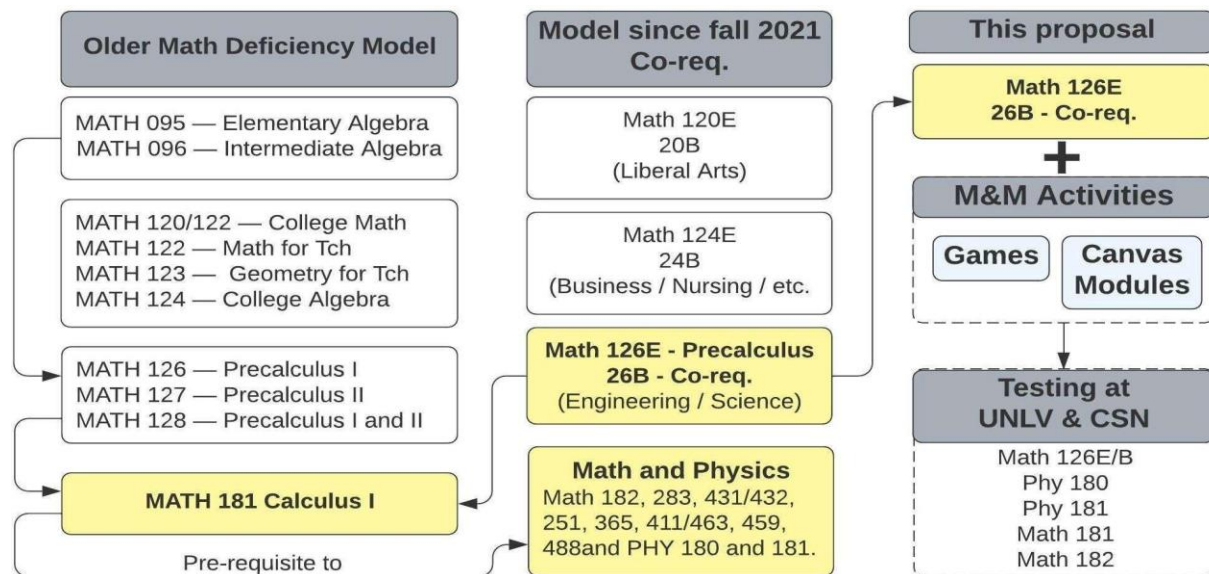 Older Math Deficiency Model
MATH 095 — Elementary Algebra
MATH 096 — Intermediate Algebra
MATH 120/122 — College Math
MATH 122 — Math for Tch
MATH 123 — Geometry for Tch
MATH 124 — College Algebra
MATH 126 — Precalculus I
MATH 127 — Precalculus II
MATH 128 — Precalculus I and II
MATH 181 Calculus I
Pre-requisite to
Model since fall 2021
Co-req.
Math 120E
20B
(Liberal Arts)
Math 124E
24B
(Business / Nursing / etc.
Math 126E - Precalculus
26B - Co-req.
(Engineering / Science)
Math and Physics
Math 182, 283, 431/432,
251, 365, 411/463, 459,
488and PHY 180 and 181.
This proposal
Math 126E
26B - Co-req.
+
M&M Activities
Games
Canvas
Modules
Testing at
UNLV & CSN
Math 126E/B
Phy 180
Phy 181
Math 181
Math 182